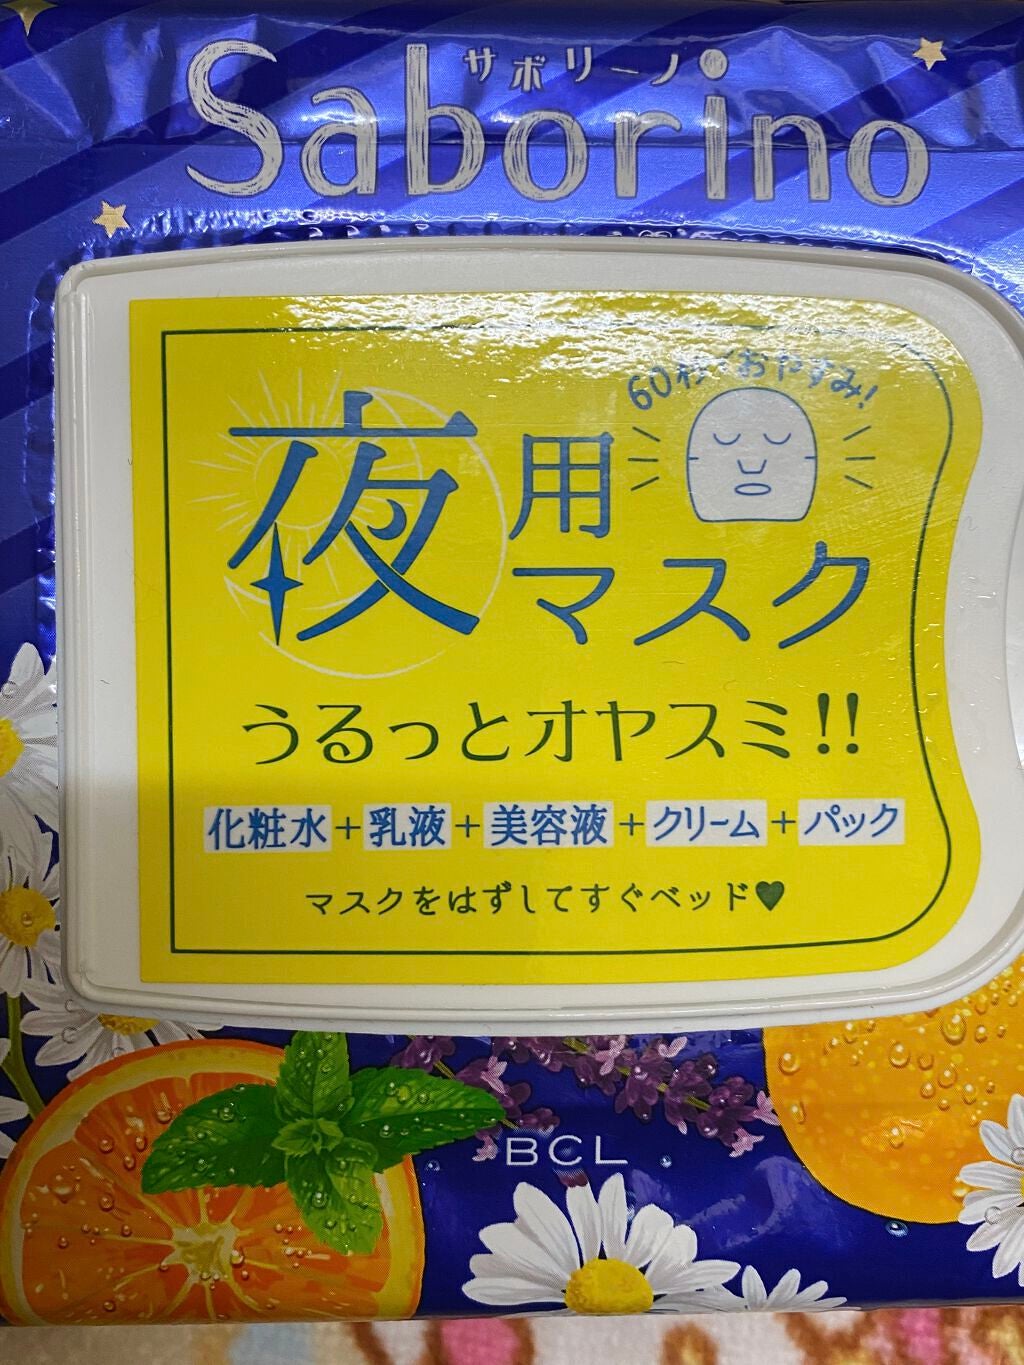 サボリーノ
Saborino
60秒でおやすみ!
夜用
マスク
うるっとオヤスミ!!
化粧水+乳液+美容液+クリーム+パック
マスクをはずしてすぐベッド♥
BCL